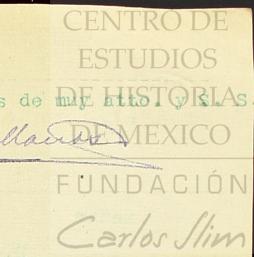 CENTRO DE
ESTUDIOS
DE HISTORIA
DE MEXICO
FUNDACIÓN
Carlos Slim
s de muy atto. y S. S.